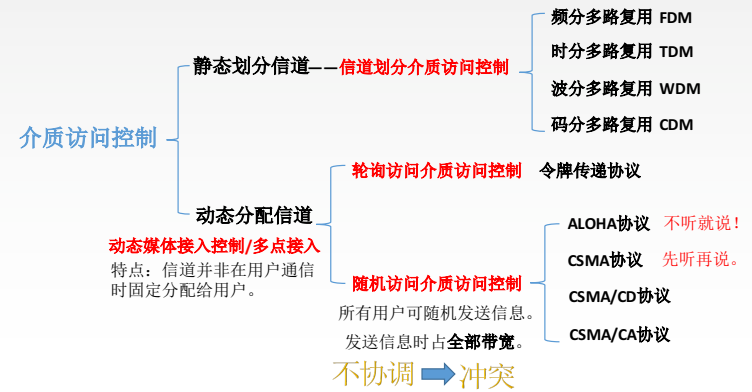 介质访问控制
静态划分信道——信道划分介质访问控制
频分多路复用 FDM
时分多路复用 TDM
波分多路复用 WDM
码分多路复用 CDM
动态分配信道
动态媒体接入控制/多点接入
特点：信道并非在用户通信
时固定分配给用户。
轮询访问介质访问控制 令牌传递协议
随机访问介质访问控制
所有用户可随机发送信息。
发送信息时占全部带宽。
ALOHA协议 不听就说！
CSMA协议 先听再说。
CSMA/CD协议
CSMA/CA协议
不协调 冲突